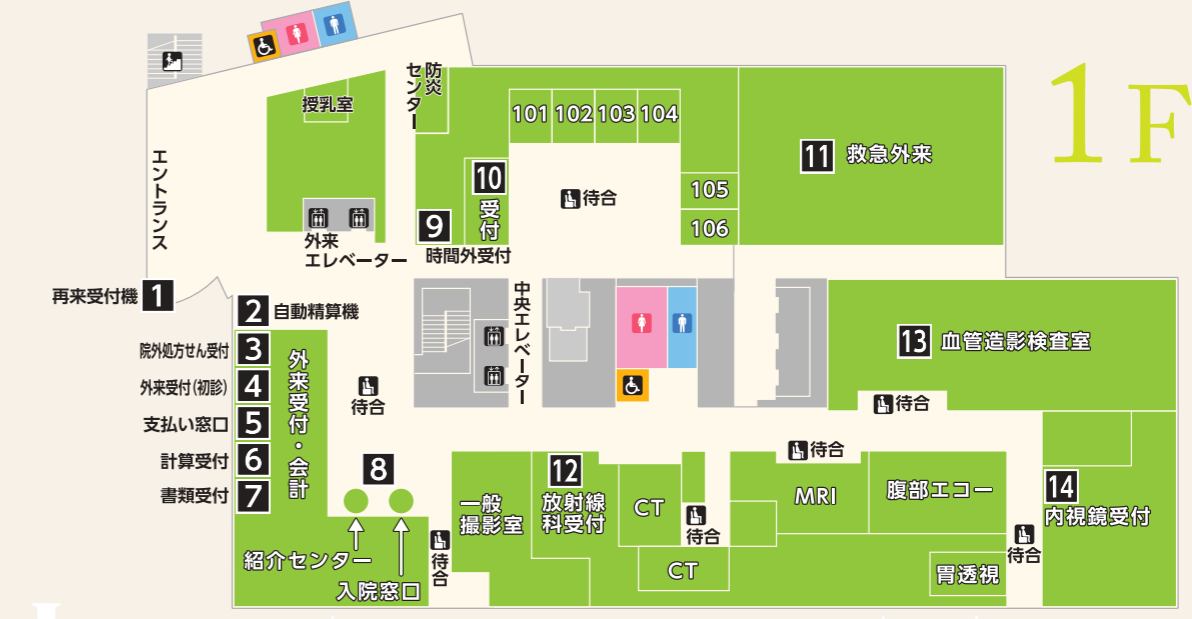 1F
防炎
センター
授乳室
101 102 103 104
エントランス
11 救急外来
10 受付
待合
105
106
9
時間外受付
外来
エレベーター
再来受付機 1
2 自動精算機
中央エレベーター
院外処方せん受付 3
外来受付(初診) 4
支払い窓口 5
計算受付 6
書類受付 7
外来受付・会計
待合
13 血管造影検査室
待合
待合
8
紹介センター
入院窓口
待合
一般
撮影室
12
放射線
科受付
CT
CT
待合
MRI
腹部エコー
胃透視
待合
14
内視鏡受付